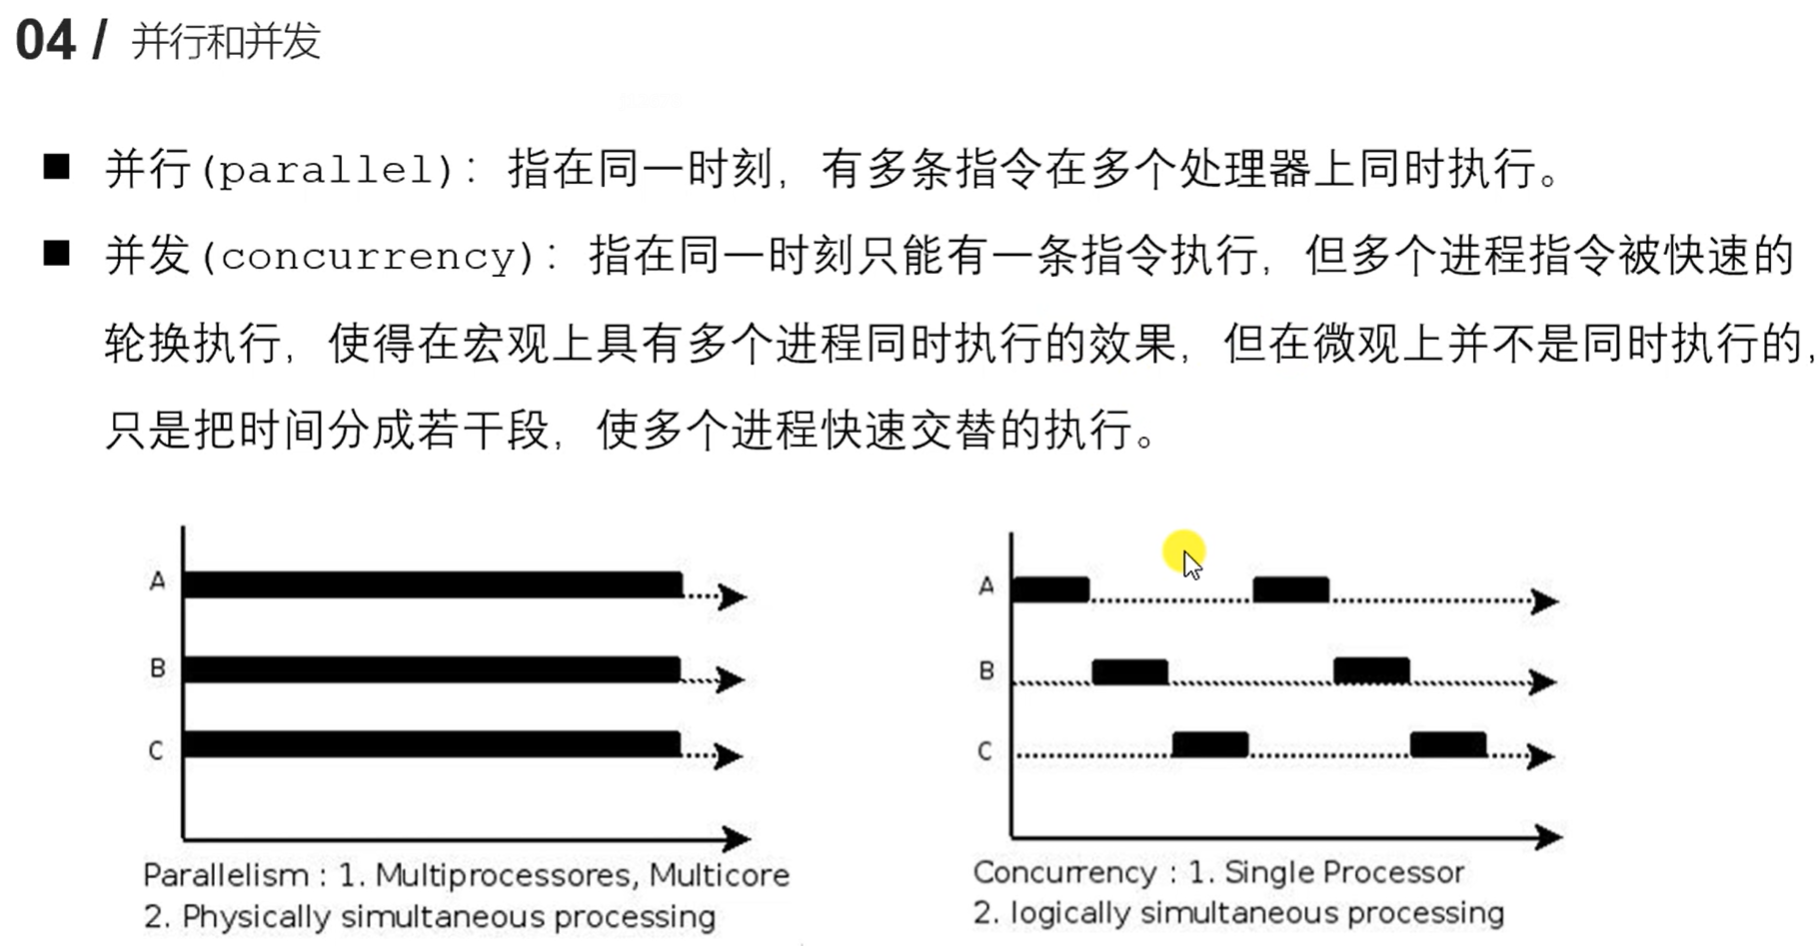 04 / 并行和并发
■ 并行(parallel)：指在同一时刻，有多条指令在多个处理器上同时执行。
■ 并发(concurrency)：指在同一时刻只能有一条指令执行，但多个进程指令被快速的
轮换执行，使得在宏观上具有多个进程同时执行的效果，但在微观上并不是同时执行的，
只是把时间分成若干段，使多个进程快速交替的执行。
A
B
C
Parallelism : 1. Multiprocessores, Multicore
2. Physically simultaneous processing
A
B
C
Concurrency : 1. Single Processor
2. logically simultaneous processing